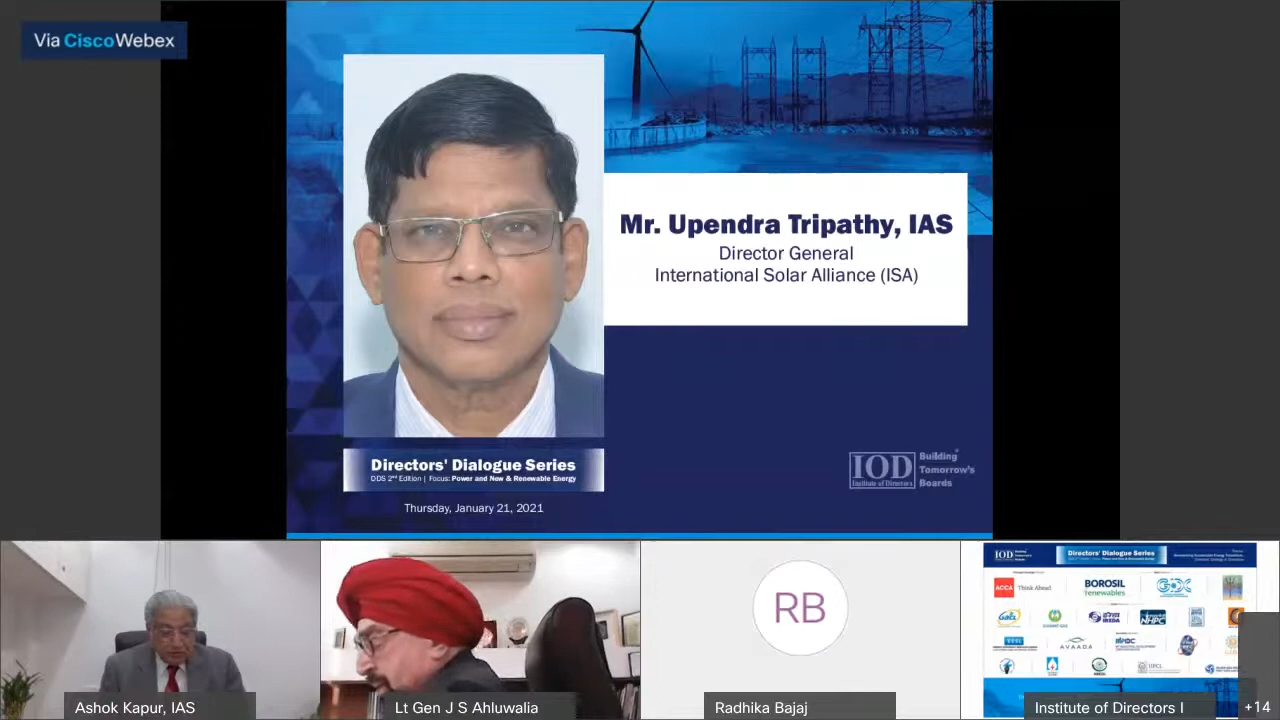 Via CiscoWebex
Mr. Upendra Tripathy, IAS
Director General
International Solar Alliance (ISA)
Directors' Dialogue Series
DDS 2nd Edition | Focus: Power and New & Renewable Energy
Thursday, January 21, 2021
IOD
Institute of Directors
Building
Tomorrow's
Boards
RB
IOD
Directors' Dialogue Series
ACCA
Think Ahead
BOROSIL
renewables
IREDA
NHPC
AVAADA
Ashok Kapur, IAS
Lt Gen J S Ahluwalia
Radhika Bajaj
Institute of Directors I
+14